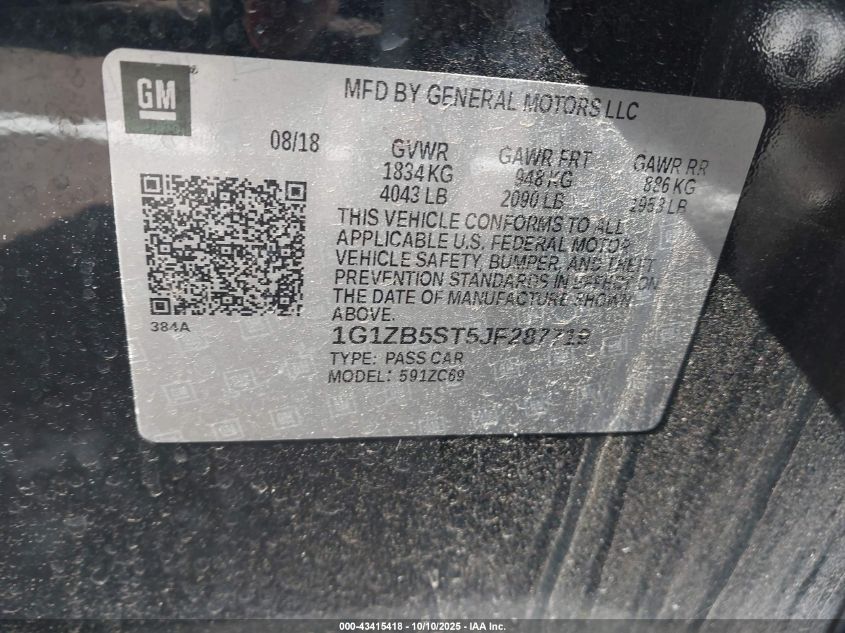 GM
MFD BY GENERAL MOTORS LLC
08/18
GVWR GAWR FRT GAWR RR
1834 KG 948 KG 886 KG
4043 LB 2090 LB 1953 LB
THIS VEHICLE CONFORMS TO ALL
APPLICABLE U.S. FEDERAL MOTOR
VEHICLE SAFETY, BUMPER, AND THEFT
PREVENTION STANDARDS IN EFFECT ON
THE DATE OF MANUFACTURE SHOWN
ABOVE.
384A
1G1ZB5ST5JF287719
TYPE: PASS CAR
MODEL: 591ZC69
000-43415418 - 10/10/2025 - IAA Inc.